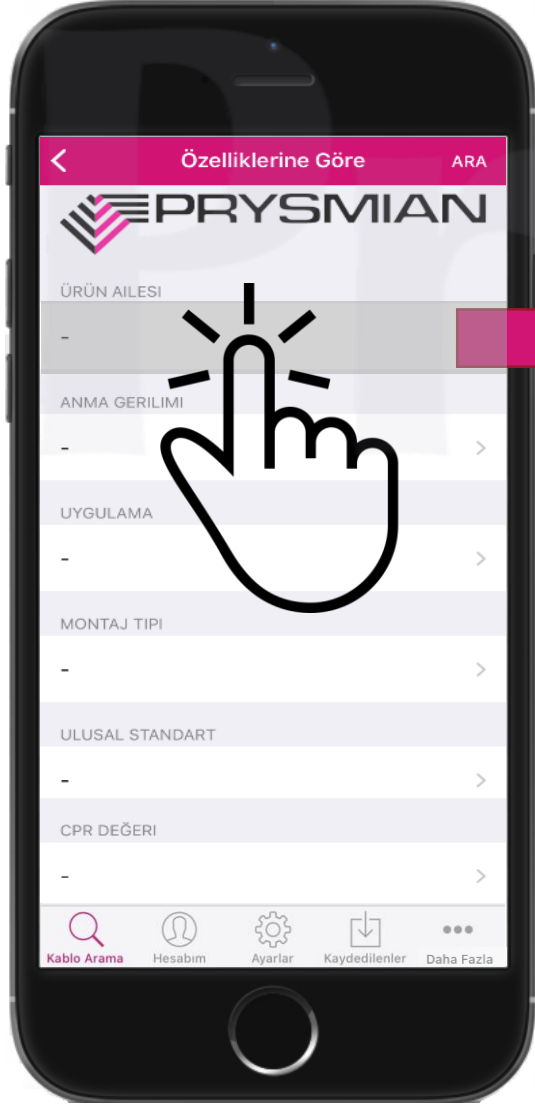 Özelliklerine Göre ARA
PRYSMIAN
ÜRÜN AILESI
-
ANMA GERILIMI
-
UYGULAMA
-
MONTAJ TIPI
-
ULUSAL STANDART
-
CPR DEĞERI
-
Kablo Arama Hesabım Ayarlar Kaydedilenler Daha Fazla